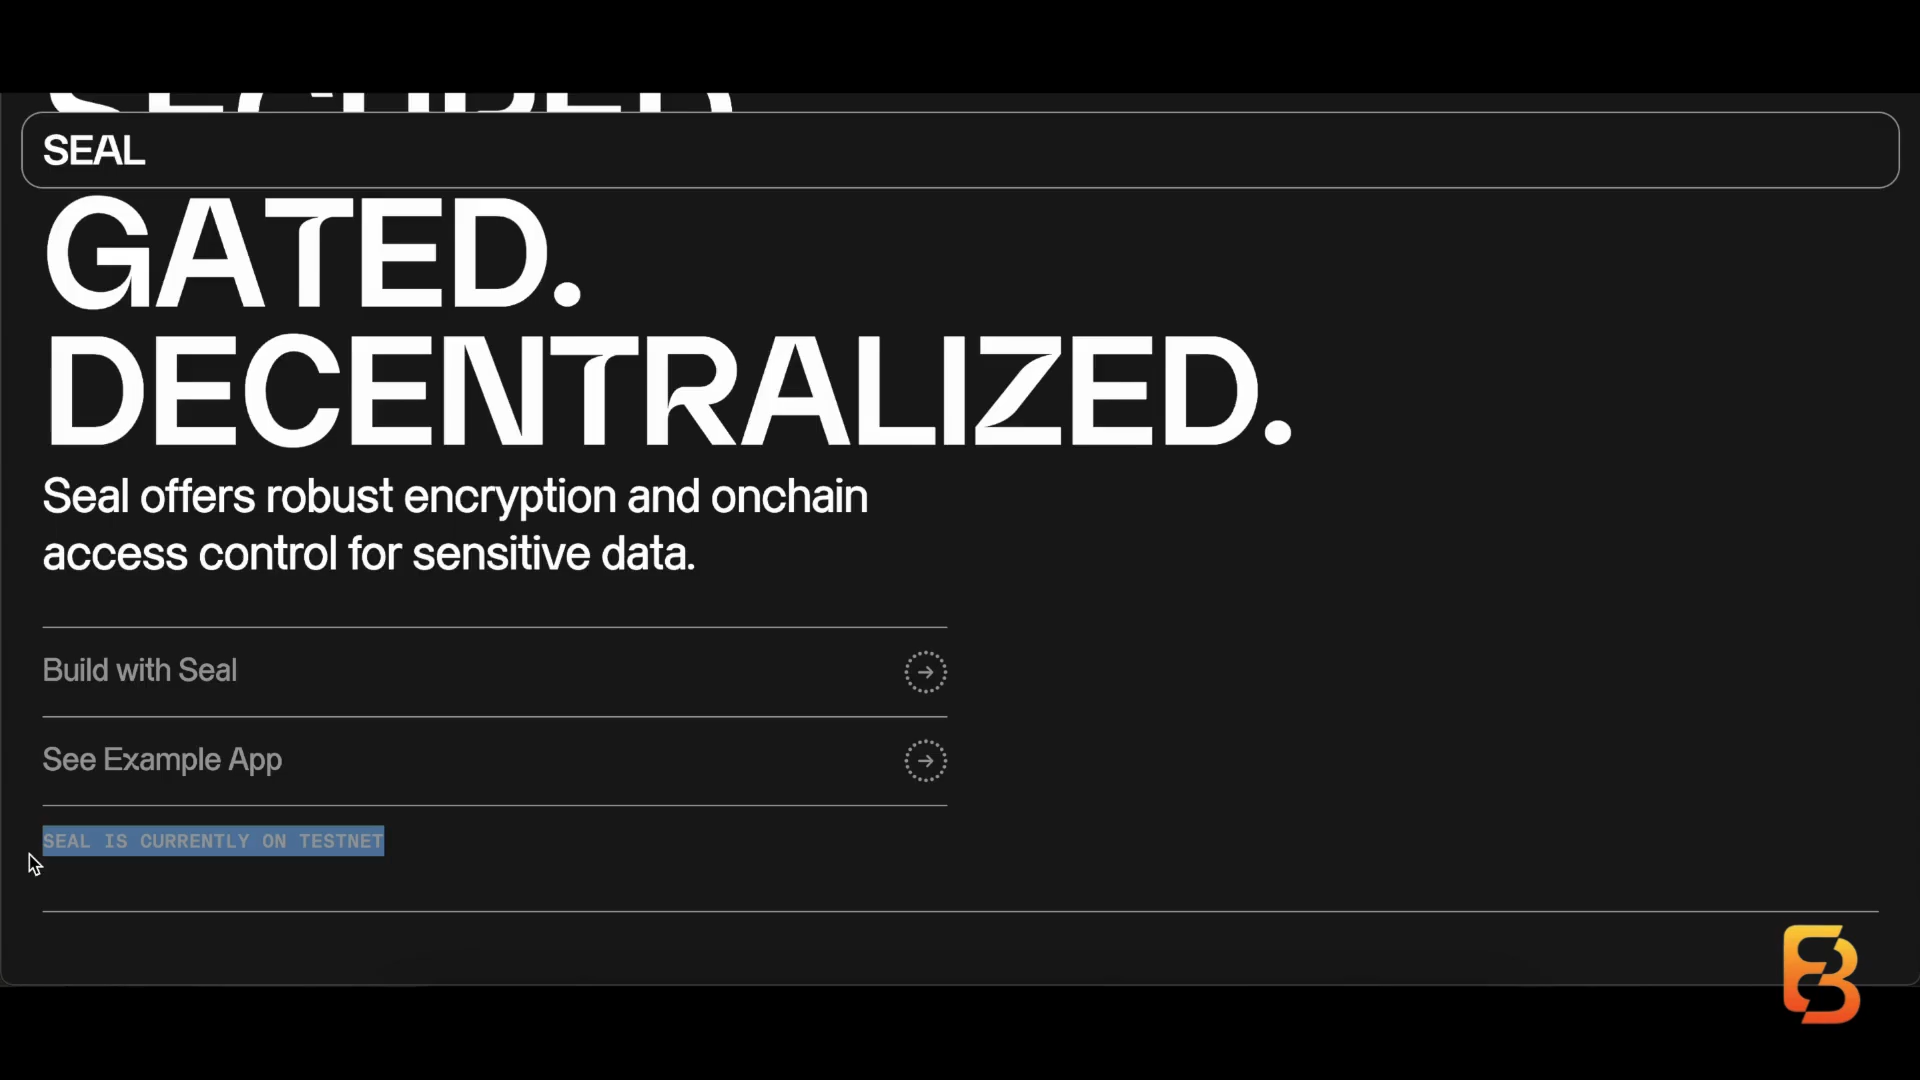 SEAL
GATED.
DECENTRALIZED.
Seal offers robust encryption and onchain
access control for sensitive data.
Build with Seal
See Example App
SEAL IS CURRENTLY ON TESTNET